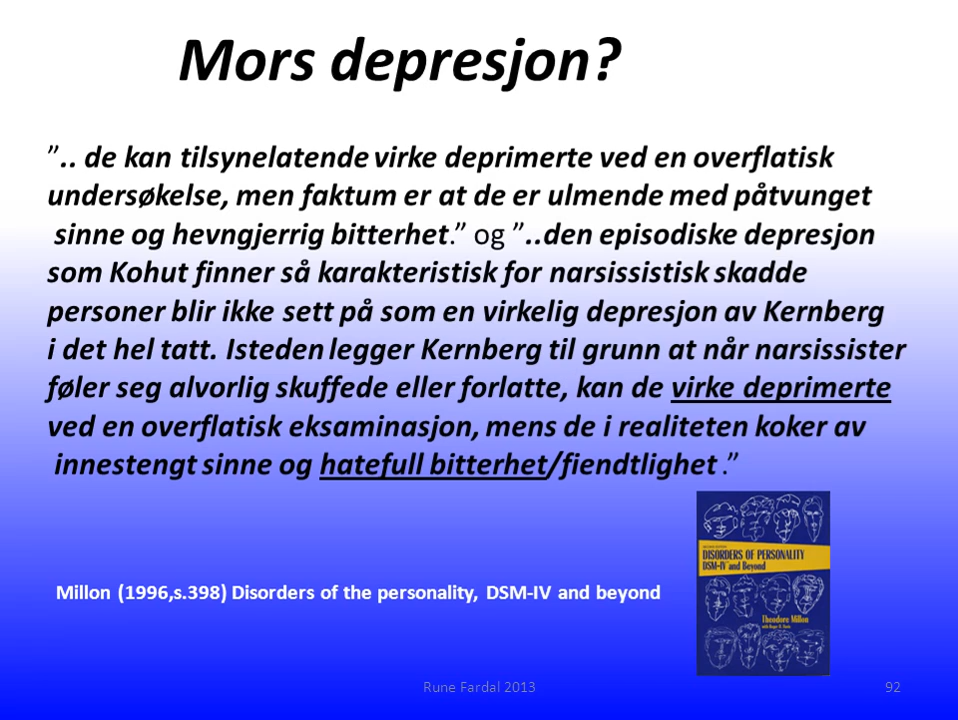 Mors depresjon?
”.. de kan tilsynelatende virke deprimerte ved en overflatisk
undersøkelse, men faktum er at de er ulmende med påtvunget
sinne og hevngjerrig bitterhet.” og ”..den episodiske depresjon
som Kohut finner så karakteristisk for narsissistisk skadde
personer blir ikke sett på som en virkelig depresjon av Kernberg
i det hel tatt. Isteden legger Kernberg til grunn at når narsissister
føler seg alvorlig skuffede eller forlatte, kan de virke deprimerte
ved en overflatisk eksaminasjon, mens de i realiteten koker av
innestengt sinne og hatefull bitterhet/fiendtlighet .”
DISORDERS OF PERSONALITY
DSM-IV and Beyond
Theodore Millon
Millon (1996,s.398) Disorders of the personality, DSM-IV and beyond
Rune Fardal 2013
92